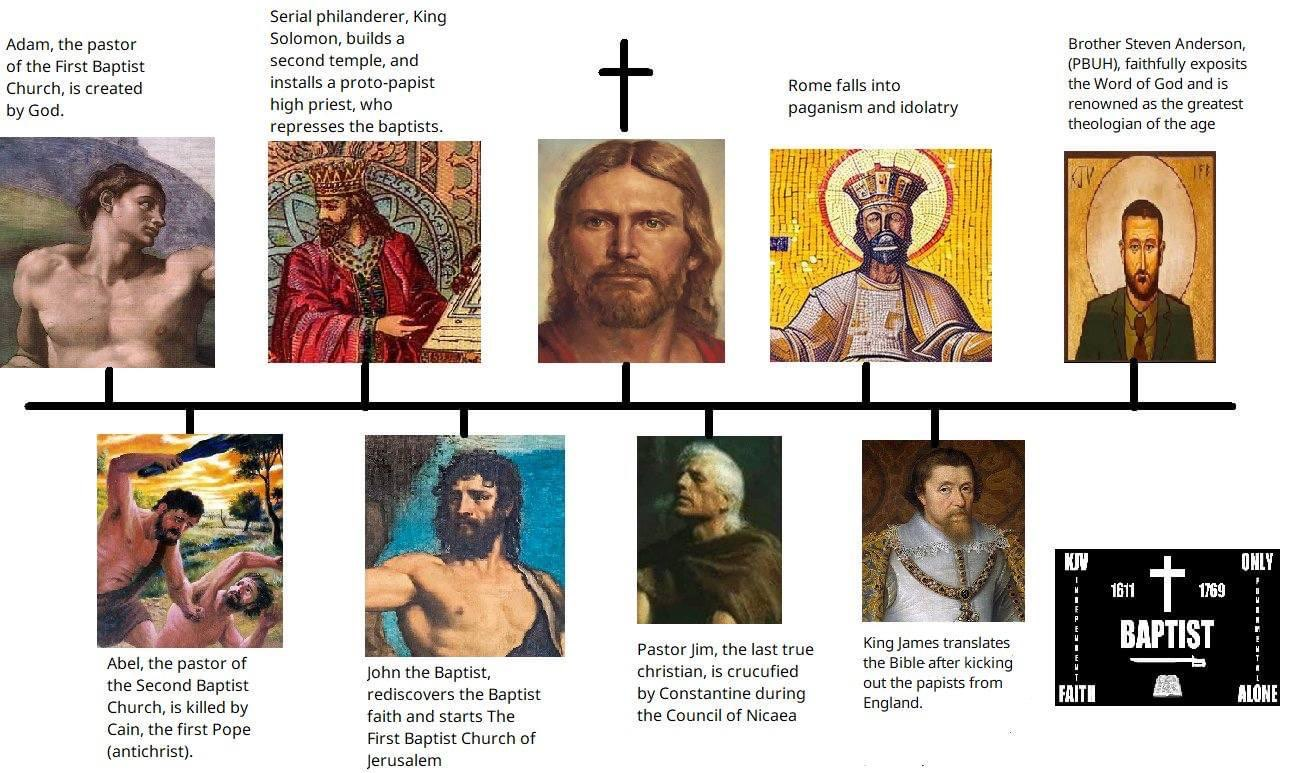 Adam, the pastor
of the First Baptist
Church, is created
by God.
Serial philanderer, King
Solomon, builds a
second temple, and
installs a proto-papist
high priest, who
represses the baptists.
Rome falls into
paganism and idolatry
Brother Steven Anderson,
(PBUH), faithfully exposits
the Word of God and is
renowned as the greatest
theologian of the age
KJV
Abel, the pastor of
the Second Baptist
Church, is killed by
Cain, the first Pope
(antichrist).
John the Baptist,
rediscovers the Baptist
faith and starts The
First Baptist Church of
Jerusalem
Pastor Jim, the last true
christian, is crucufied
by Constantine during
the Council of Nicaea
King James translates
the Bible after kicking
out the papists from
England.
KJV ONLY
1611 1769
INDEPENDENT
FUNDAMENTAL
BAPTIST
FAITH ALONE